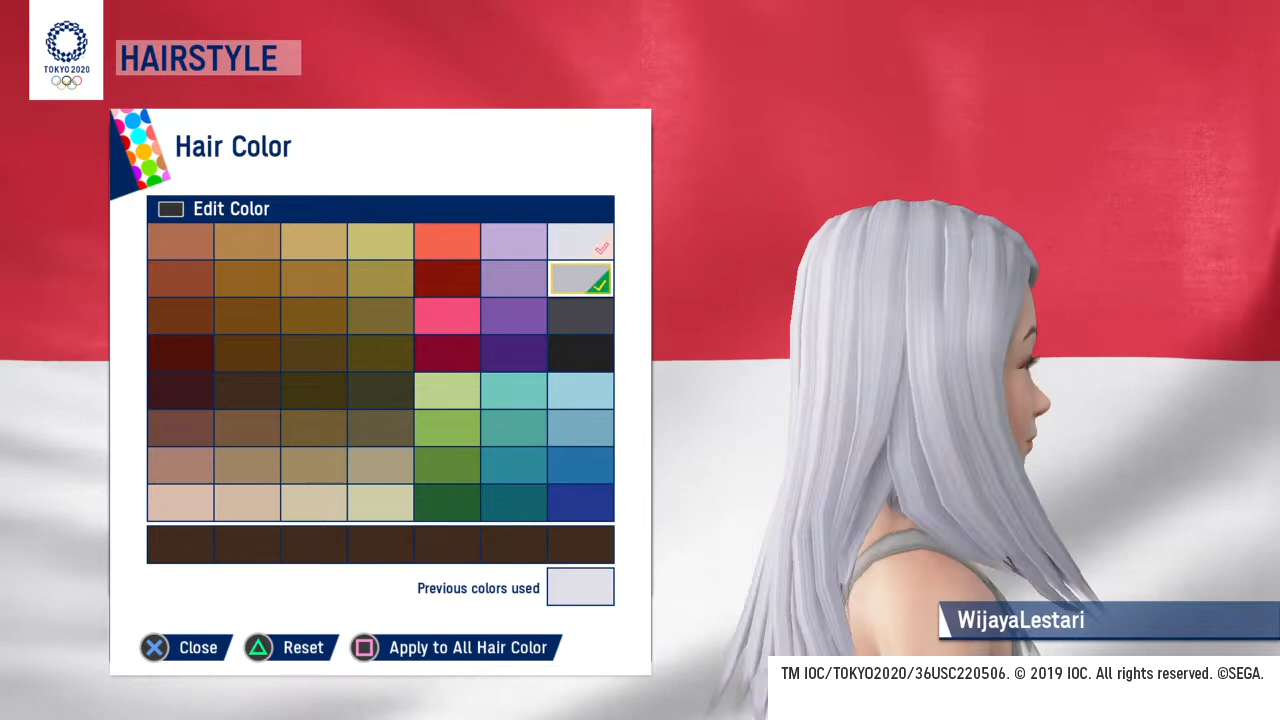 TOKYO 2020
HAIRSTYLE
Hair Color
Edit Color
Previous colors used
Close
Reset
Apply to All Hair Color
WijayaLestari
TM IOC/TOKYO2020/36USC220506. © 2019 IOC. All rights reserved. ©SEGA.